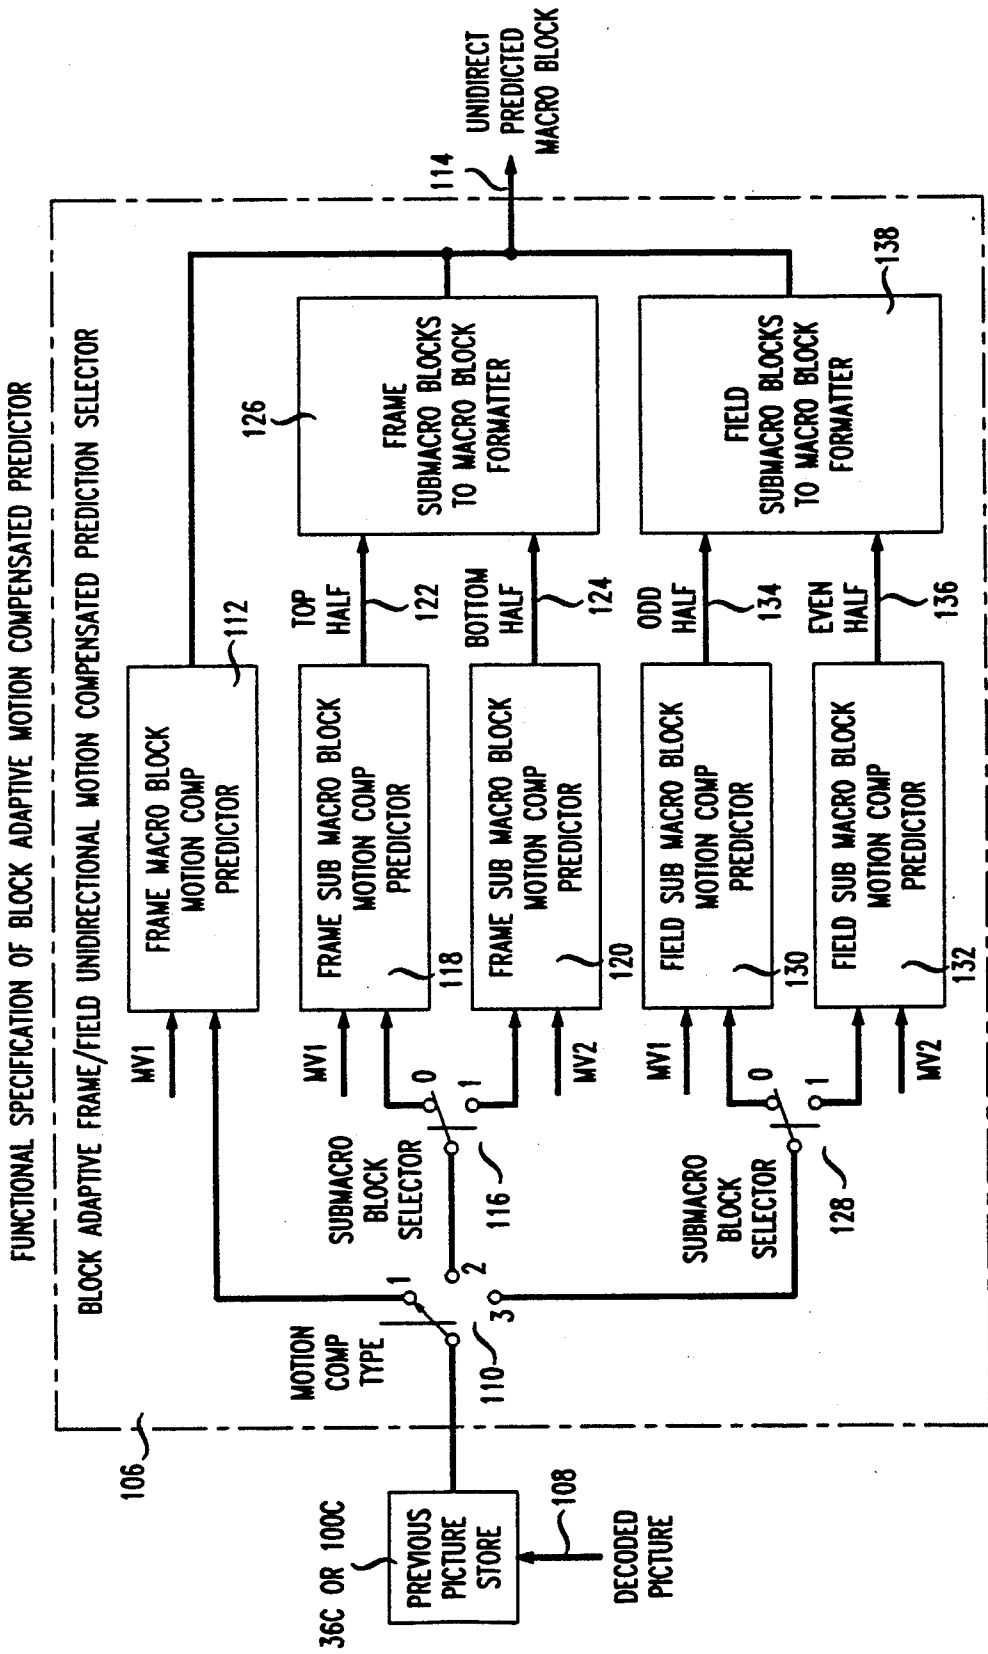 FUNCTIONAL SPECIFICATION OF BLOCK ADAPTIVE MOTION COMPENSATED PREDICTOR
BLOCK ADAPTIVE FRAME/FIELD UNIDIRECTIONAL MOTION COMPENSATED PREDICTION SELECTOR
106
36C OR 100C
PREVIOUS
PICTURE
STORE
108
DECODED
PICTURE
MOTION
COMP
TYPE
110
1
2
3
SUBMACRO
BLOCK
SELECTOR
116
0
1
SUBMACRO
BLOCK
SELECTOR
128
0
1
MV1
FRAME MACRO BLOCK
MOTION COMP
PREDICTOR
112
MV1
FRAME SUB MACRO BLOCK
MOTION COMP
PREDICTOR
118
MV2
FRAME SUB MACRO BLOCK
MOTION COMP
PREDICTOR
120
MV1
FIELD SUB MACRO BLOCK
MOTION COMP
PREDICTOR
130
MV2
FIELD SUB MACRO BLOCK
MOTION COMP
PREDICTOR
132
TOP
HALF
122
BOTTOM
HALF
124
ODD
HALF
134
EVEN
HALF
136
126
FRAME
SUBMACRO BLOCKS
TO MACRO BLOCK
FORMATTER
FIELD
SUBMACRO BLOCKS
TO MACRO BLOCK
FORMATTER
138
114
UNIDIRECT
PREDICTED
MACRO BLOCK